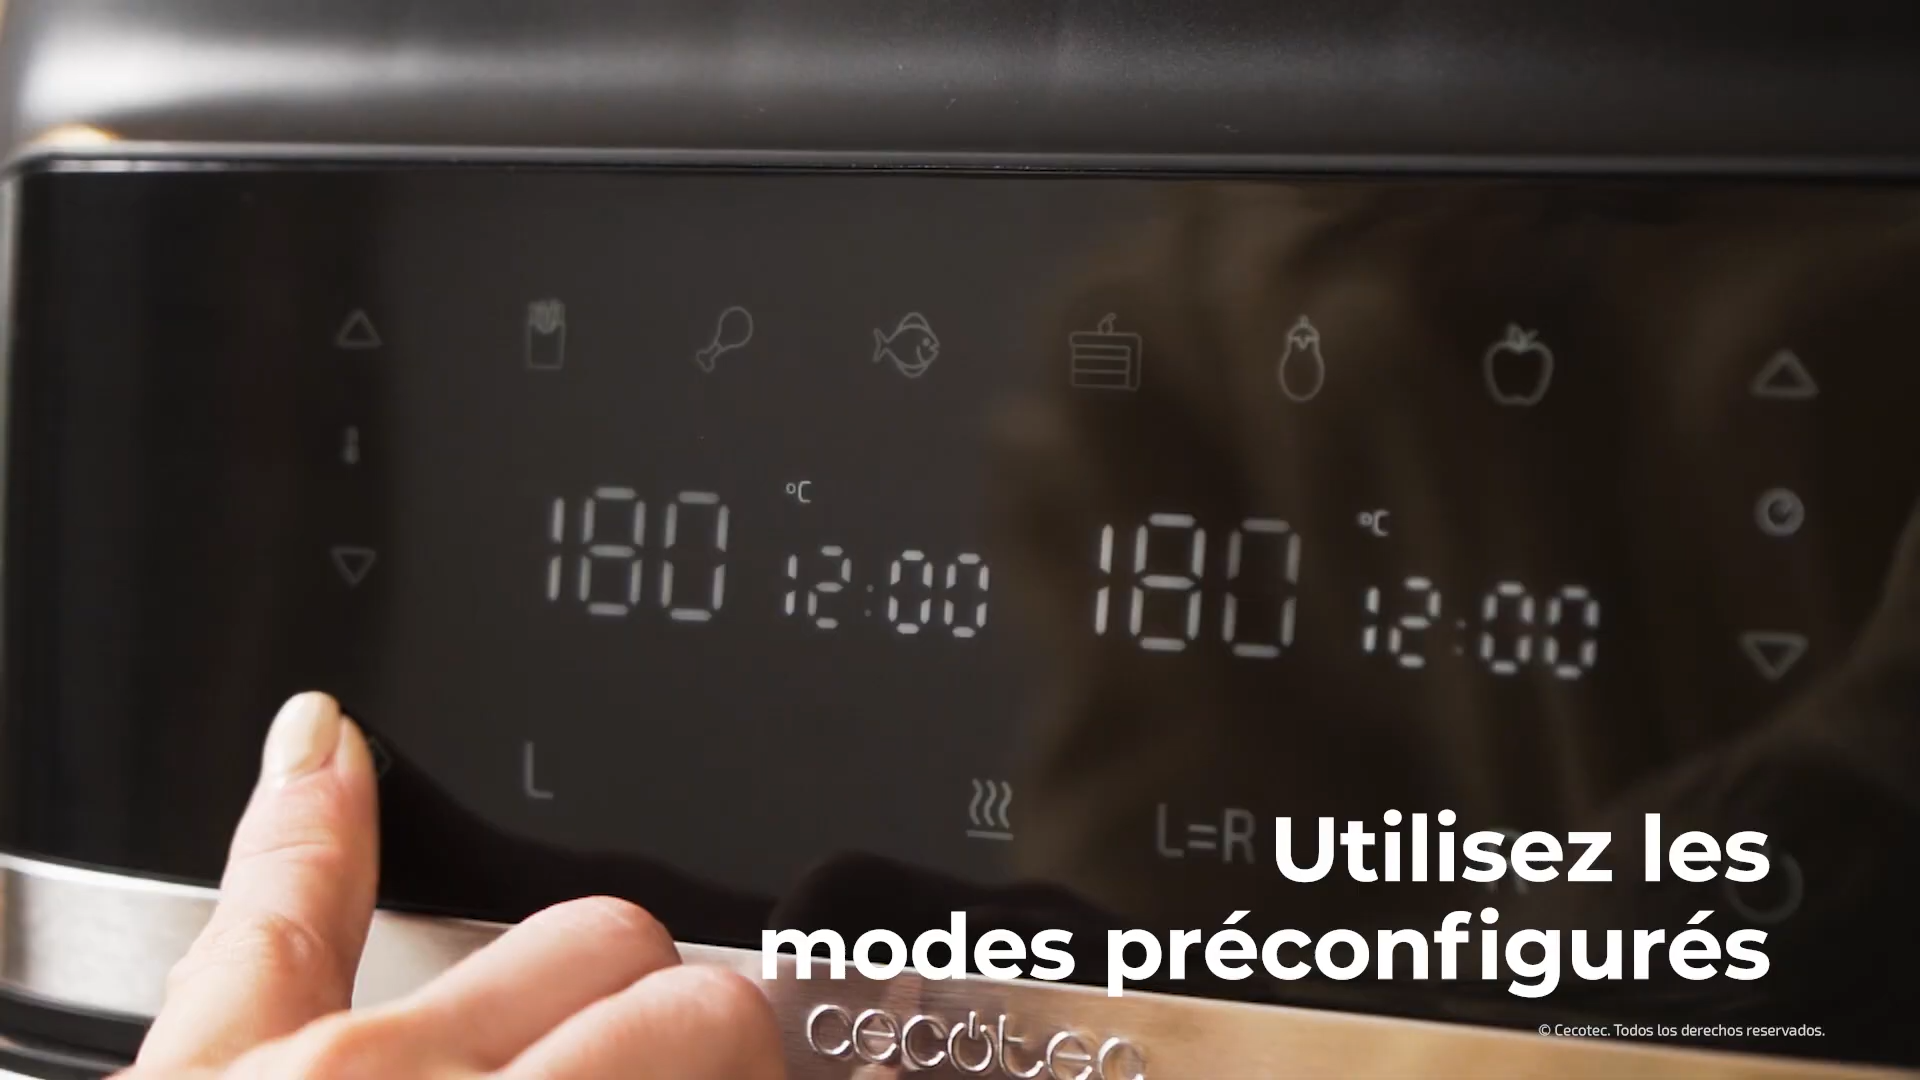 °C
°C
180 12:00 180 12:00
L
L=R
Utilisez les
modes préconfigurés
cecotec
© Cecotec. Todos los derechos reservados.